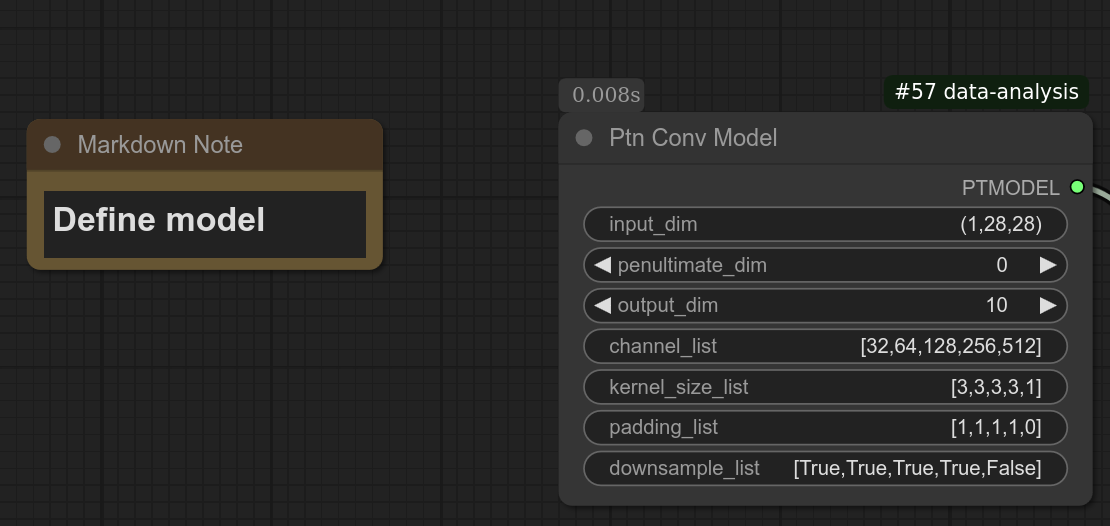 0.008s
#57 data-analysis
Markdown Note
Ptn Conv Model
Define model
PTMODEL
input_dim (1,28,28)
penultimate_dim 0
output_dim 10
channel_list [32,64,128,256,512]
kernel_size_list [3,3,3,3,1]
padding_list [1,1,1,1,0]
downsample_list [True,True,True,True,False]